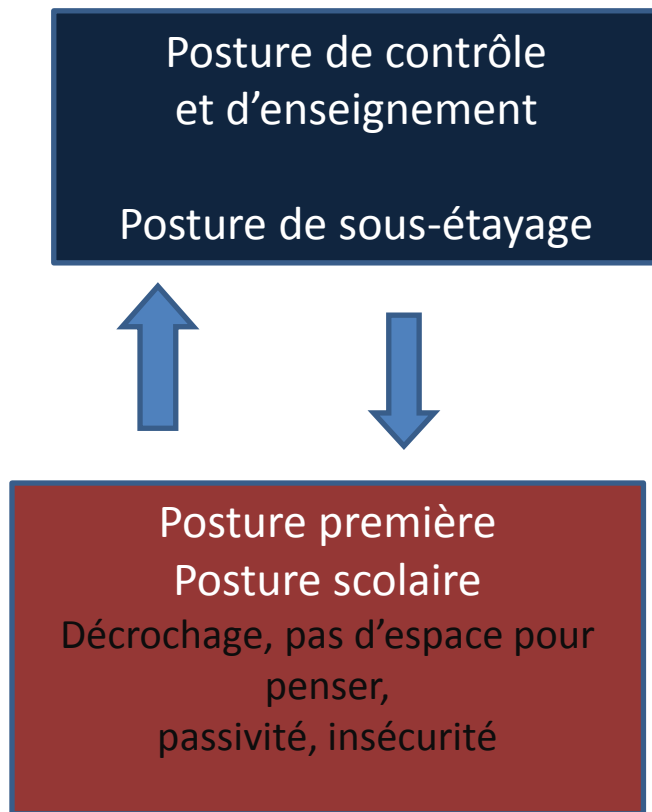 Posture de contrôle
et d’enseignement
Posture de sous-étayage
Posture première
Posture scolaire
Décrochage, pas d’espace pour
penser,
passivité, insécurité